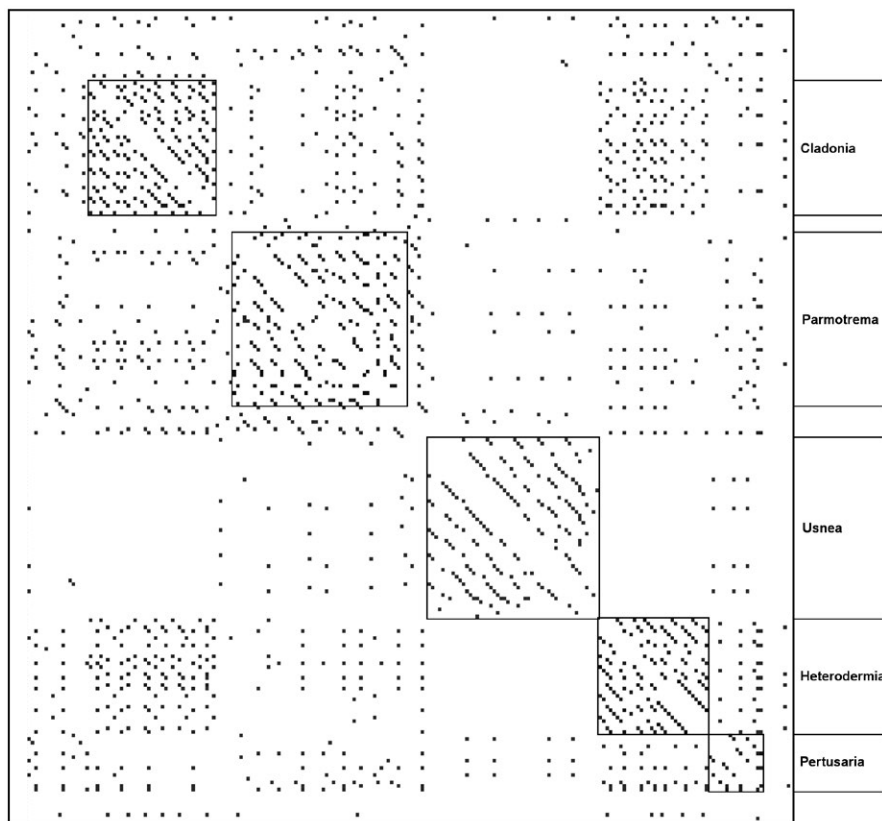 Cladonia
Parmotrema
Usnea
Heterodermia
Pertusaria